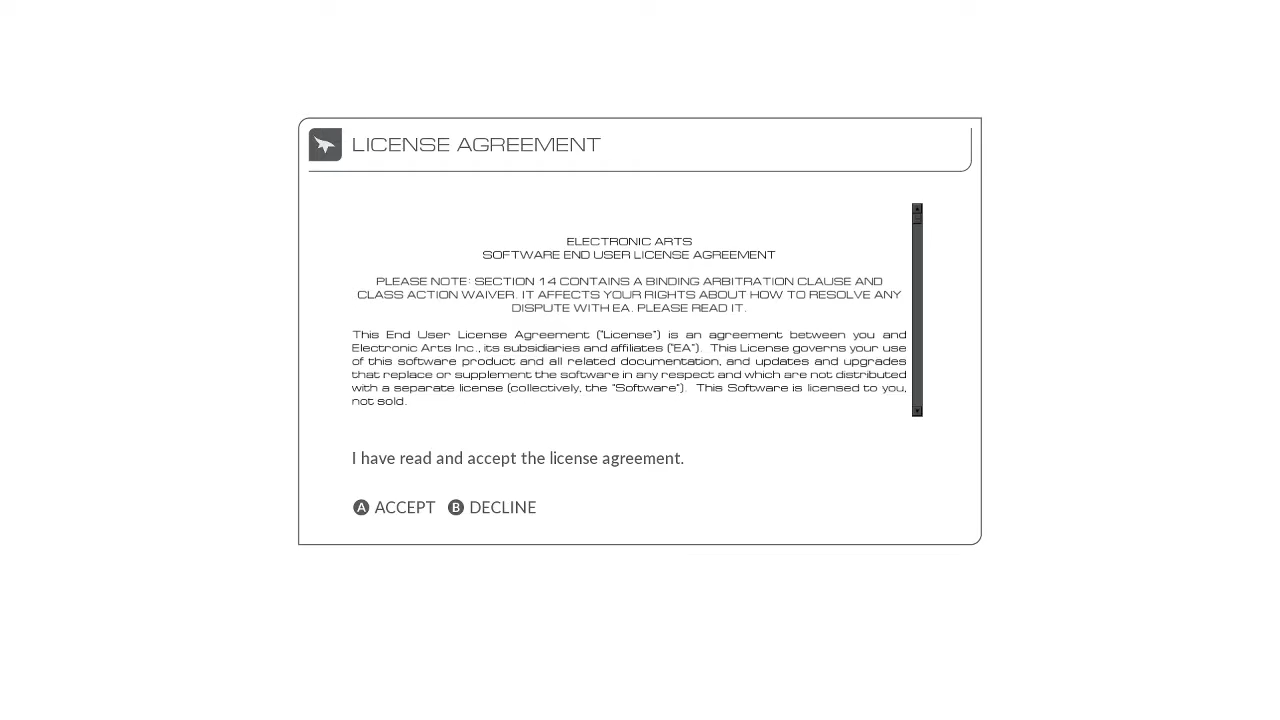 LICENSE AGREEMENT
ELECTRONIC ARTS
SOFTWARE END USER LICENSE AGREEMENT
PLEASE NOTE: SECTION 14 CONTAINS A BINDING ARBITRATION CLAUSE AND
CLASS ACTION WAIVER. IT AFFECTS YOUR RIGHTS ABOUT HOW TO RESOLVE ANY
DISPUTE WITH EA. PLEASE READ IT.
This End User License Agreement ("License") is an agreement between you and
Electronic Arts Inc., its subsidiaries and affiliates ("EA"). This License governs your use
of this software product and all related documentation, and updates and upgrades
that replace or supplement the software in any respect and which are not distributed
with a separate license (collectively, the "Software"). This Software is licensed to you,
not sold.
I have read and accept the license agreement.
A ACCEPT B DECLINE